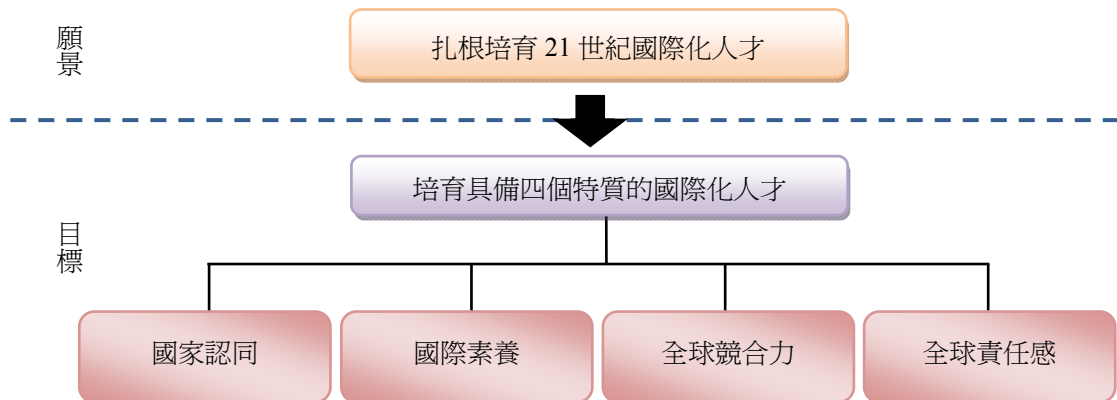 願景
扎根培育 21 世紀國際化人才
培育具備四個特質的國際化人才
目標
國家認同
國際素養
全球競合力
全球責任感